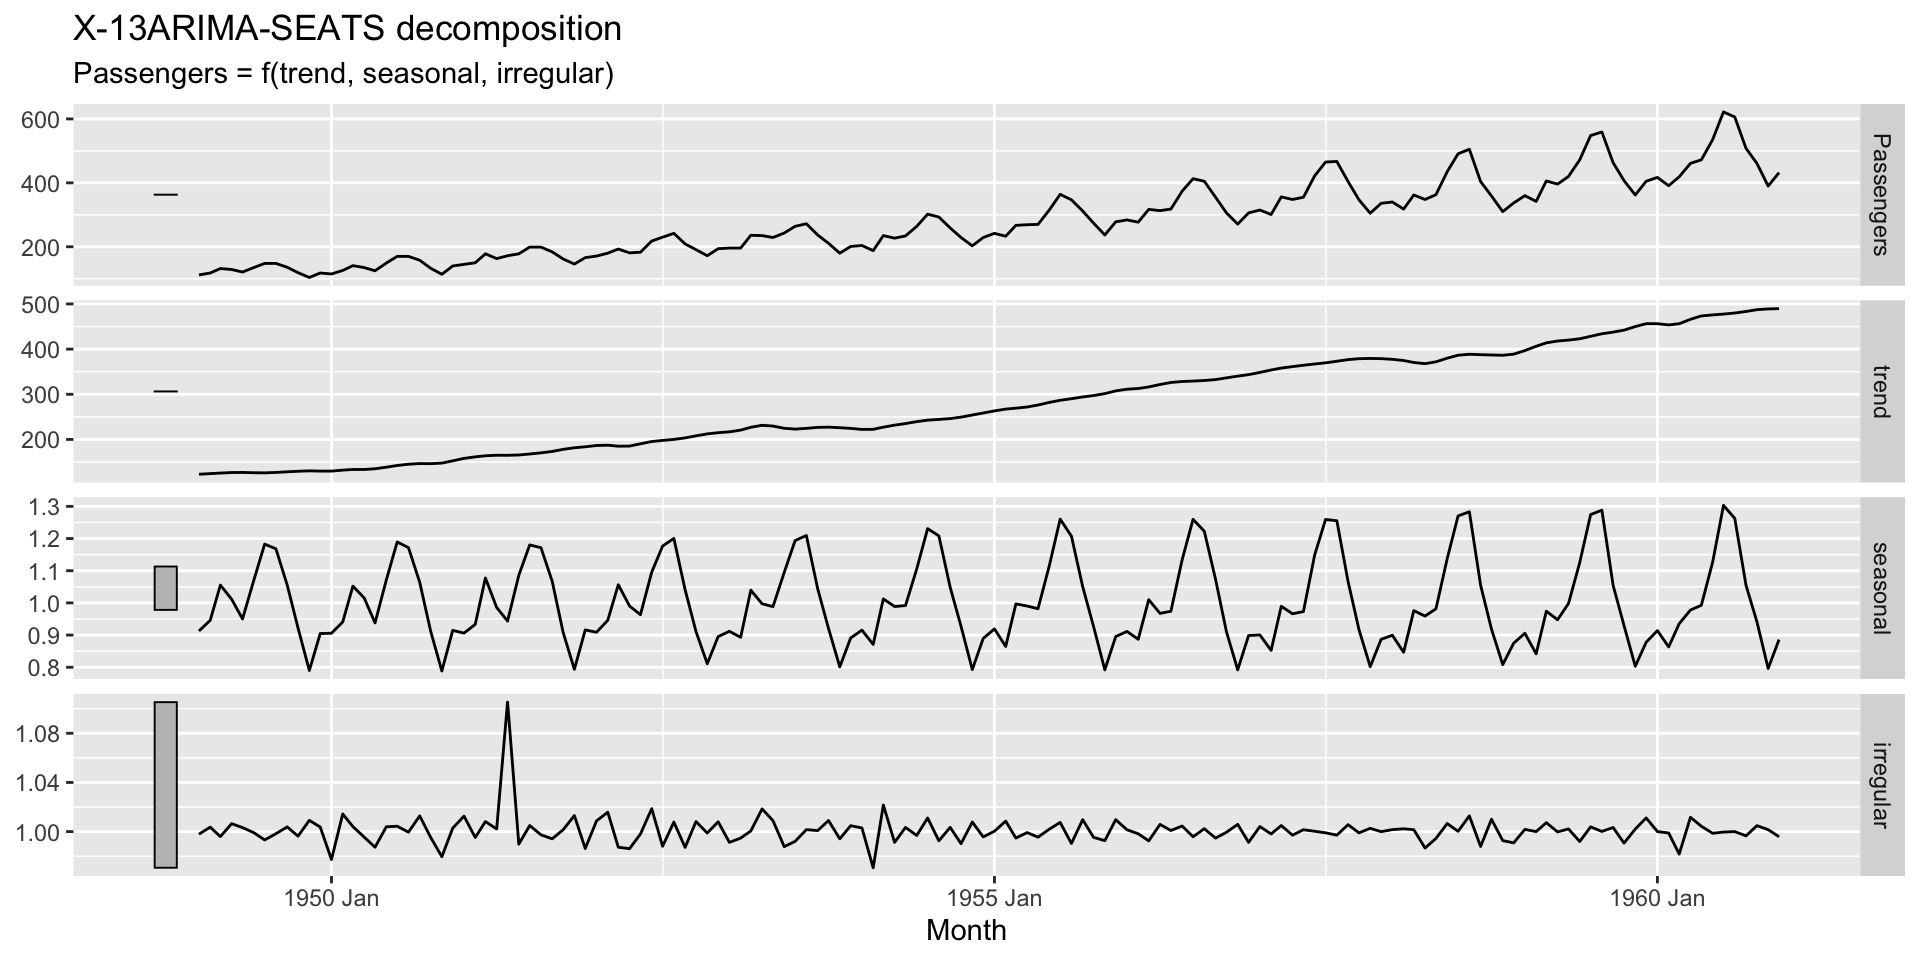 X-13ARIMA-SEATS decomposition
Passengers = f(trend, seasonal, irregular)
600
400
200
Passengers
500
400
300
200
trend
1.3
1.2
1.1
1.0
0.9
0.8
seasonal
1.08
1.04
1.00
irregular
1950 Jan
1955 Jan
1960 Jan
Month